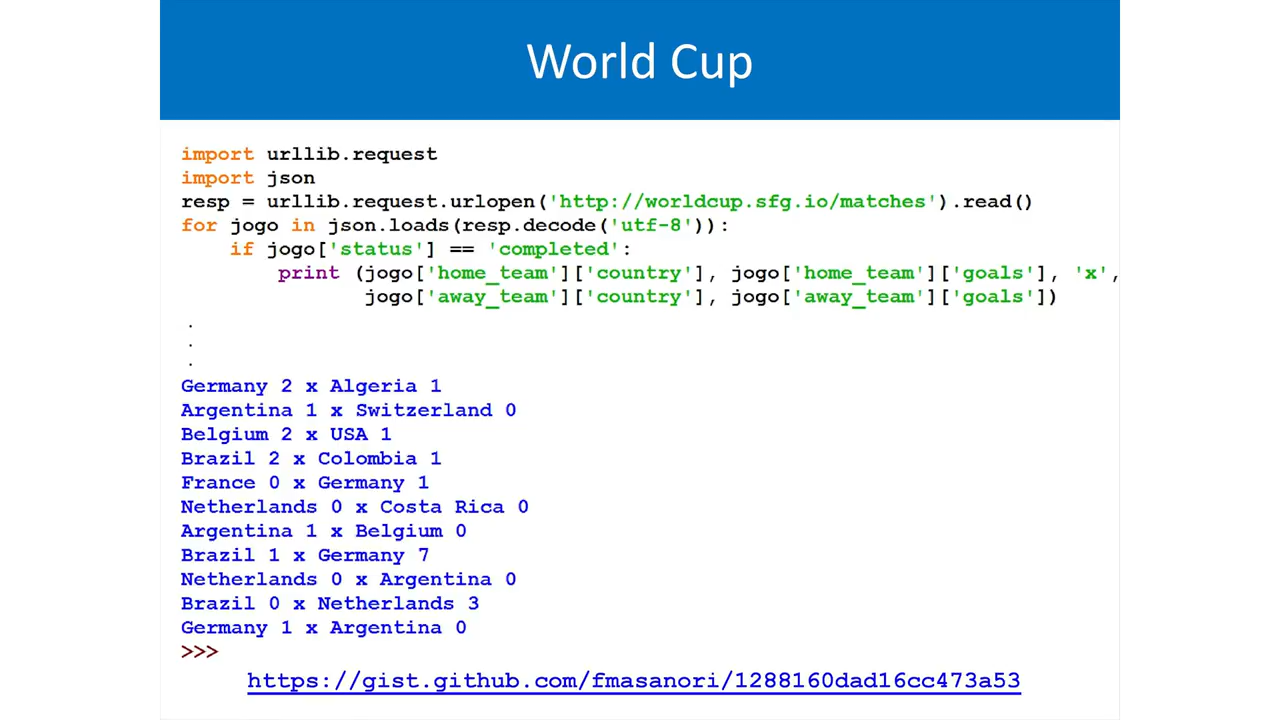 World Cup
import urllib.request
import json
resp = urllib.request.urlopen('http://worldcup.sfg.io/matches').read()
for jogo in json.loads(resp.decode('utf-8')):
    if jogo['status'] == 'completed':
        print (jogo['home_team']['country'], jogo['home_team']['goals'], 'x',
               jogo['away_team']['country'], jogo['away_team']['goals'])
.
.
.
Germany 2 x Algeria 1
Argentina 1 x Switzerland 0
Belgium 2 x USA 1
Brazil 2 x Colombia 1
France 0 x Germany 1
Netherlands 0 x Costa Rica 0
Argentina 1 x Belgium 0
Brazil 1 x Germany 7
Netherlands 0 x Argentina 0
Brazil 0 x Netherlands 3
Germany 1 x Argentina 0
>>>
https://gist.github.com/fmasanori/1288160dad16cc473a53